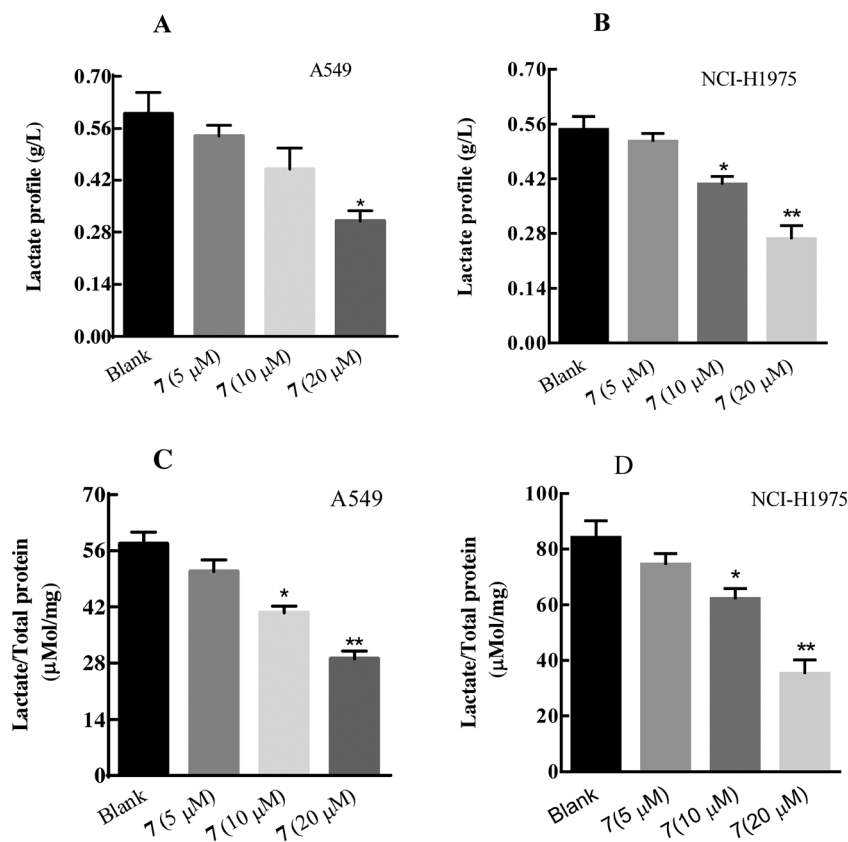 A
A549
Lactate profile (g/L)
0.70
0.56
0.42
0.28
0.14
0.00
*
Blank
7 (5 μM)
7 (10 μM)
7 (20 μM)
B
NCI-H1975
Lactate profile (g/L)
0.70
0.56
0.42
0.28
0.14
0.00
*
**
Blank
7 (5 μM)
7 (10 μM)
7 (20 μM)
C
A549
Lactate/Total protein
(μMol/mg)
70
56
42
28
14
0
*
**
Blank
7 (5 μM)
7 (10 μM)
7 (20 μM)
D
NCI-H1975
Lactate/Total protein
(μMol/mg)
100
80
60
40
20
0
*
**
Blank
7(5 μM)
7(10 μM)
7(20 μM)